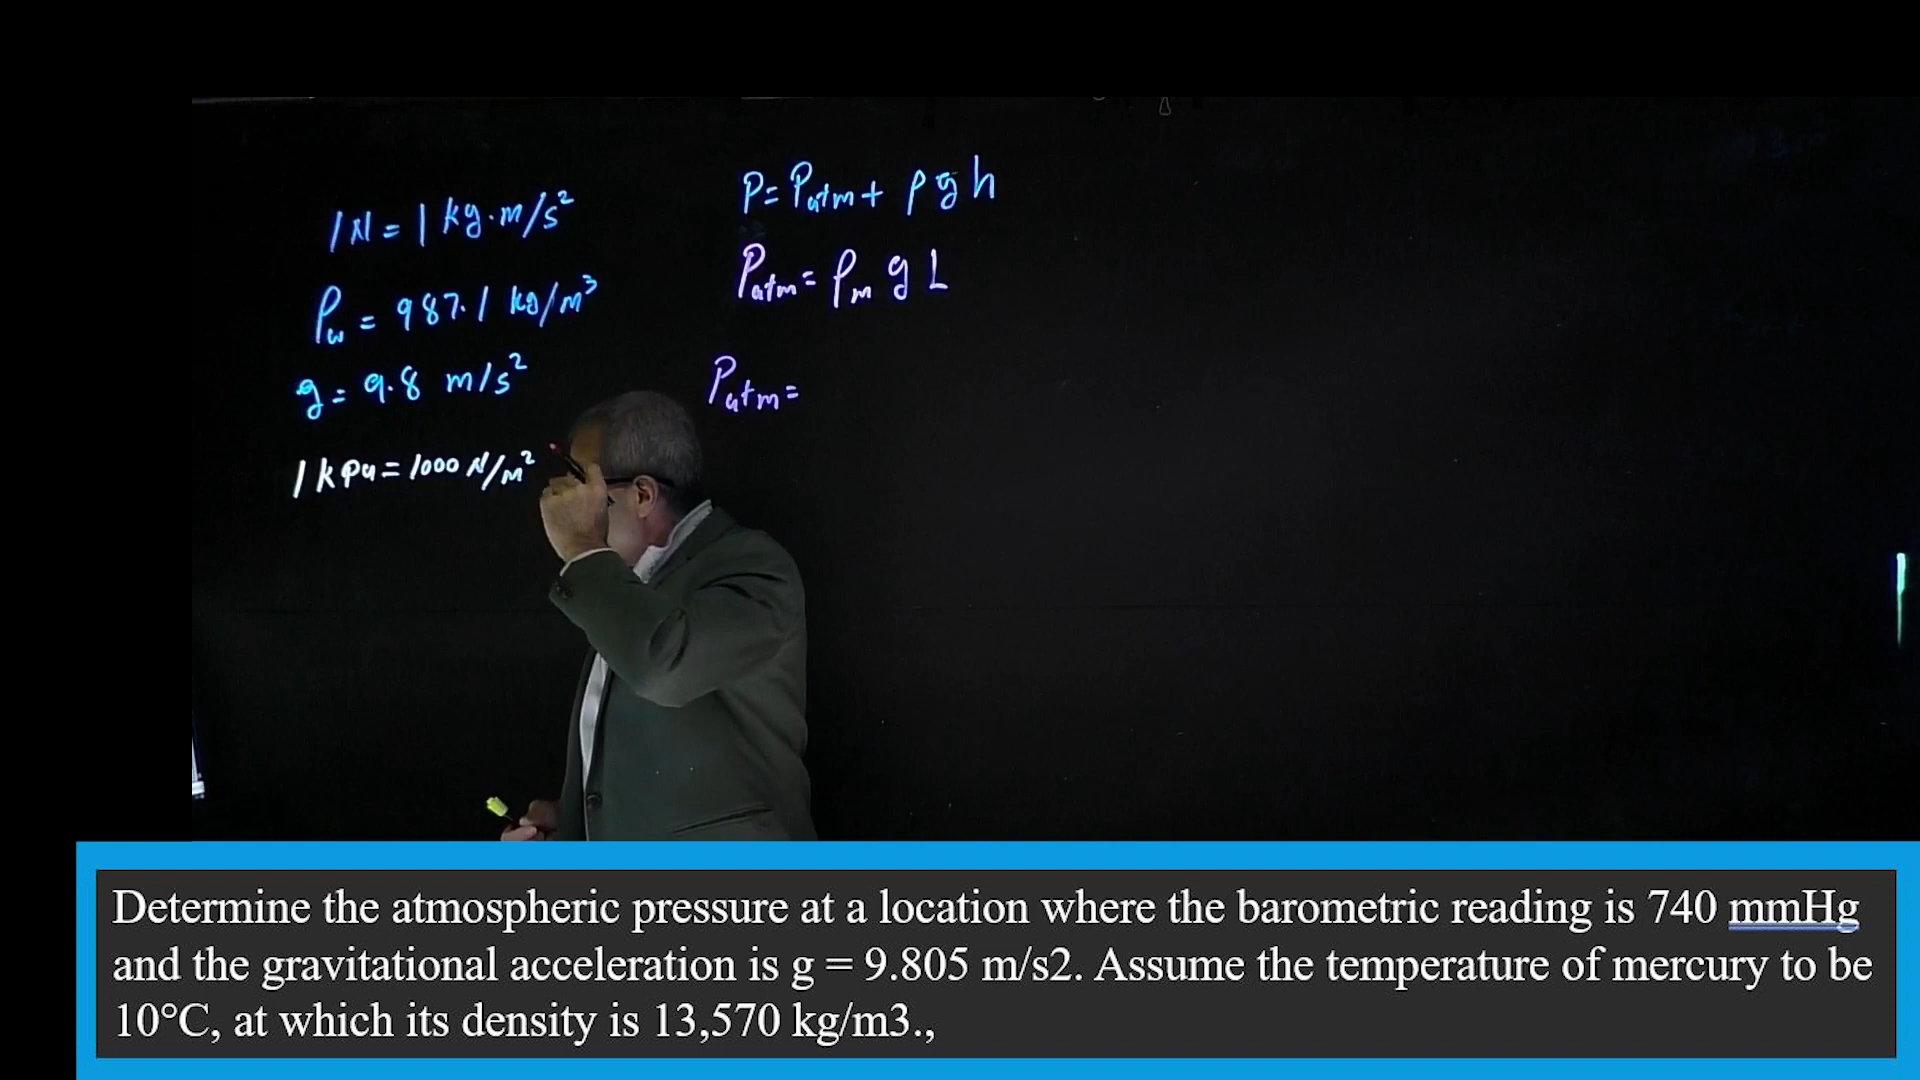 1N = 1 kg·m/s²
ρw = 987.1 kg/m³
g = 9.8 m/s²
1 kPa = 1000 N/m²
P = Patm + ρ g h
Patm = ρm g L
Patm =
Determine the atmospheric pressure at a location where the barometric reading is 740 mmHg
and the gravitational acceleration is g = 9.805 m/s2. Assume the temperature of mercury to be
10°C, at which its density is 13,570 kg/m3.,